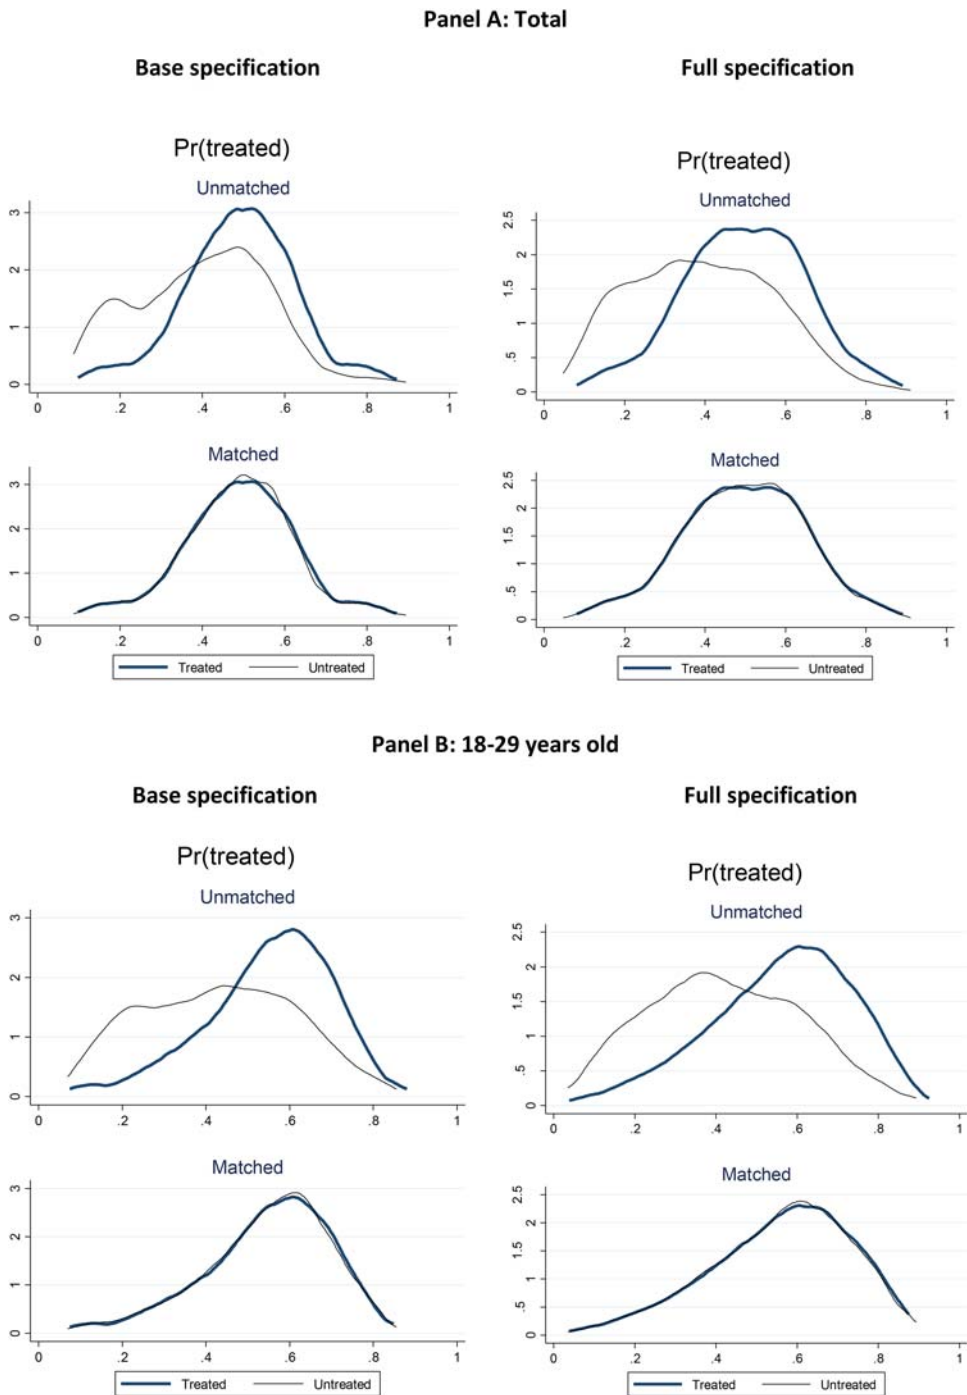 Panel A: Total
Base specification
Full specification
Pr(treated)
Unmatched
3
2
1
0
0 .2 .4 .6 .8 1
Matched
3
2
1
0
0 .2 .4 .6 .8 1
Treated Untreated
Pr(treated)
Unmatched
2.5
2
1.5
1
.5
0
0 .2 .4 .6 .8 1
Matched
2.5
2
1.5
1
.5
0
0 .2 .4 .6 .8 1
Treated Untreated
Panel B: 18-29 years old
Base specification
Full specification
Pr(treated)
Unmatched
3
2
1
0
0 .2 .4 .6 .8 1
Matched
3
2
1
0
0 .2 .4 .6 .8 1
Treated Untreated
Pr(treated)
Unmatched
2.5
2
1.5
1
.5
0
0 .2 .4 .6 .8 1
Matched
2.5
2
1.5
1
.5
0
0 .2 .4 .6 .8 1
Treated Untreated